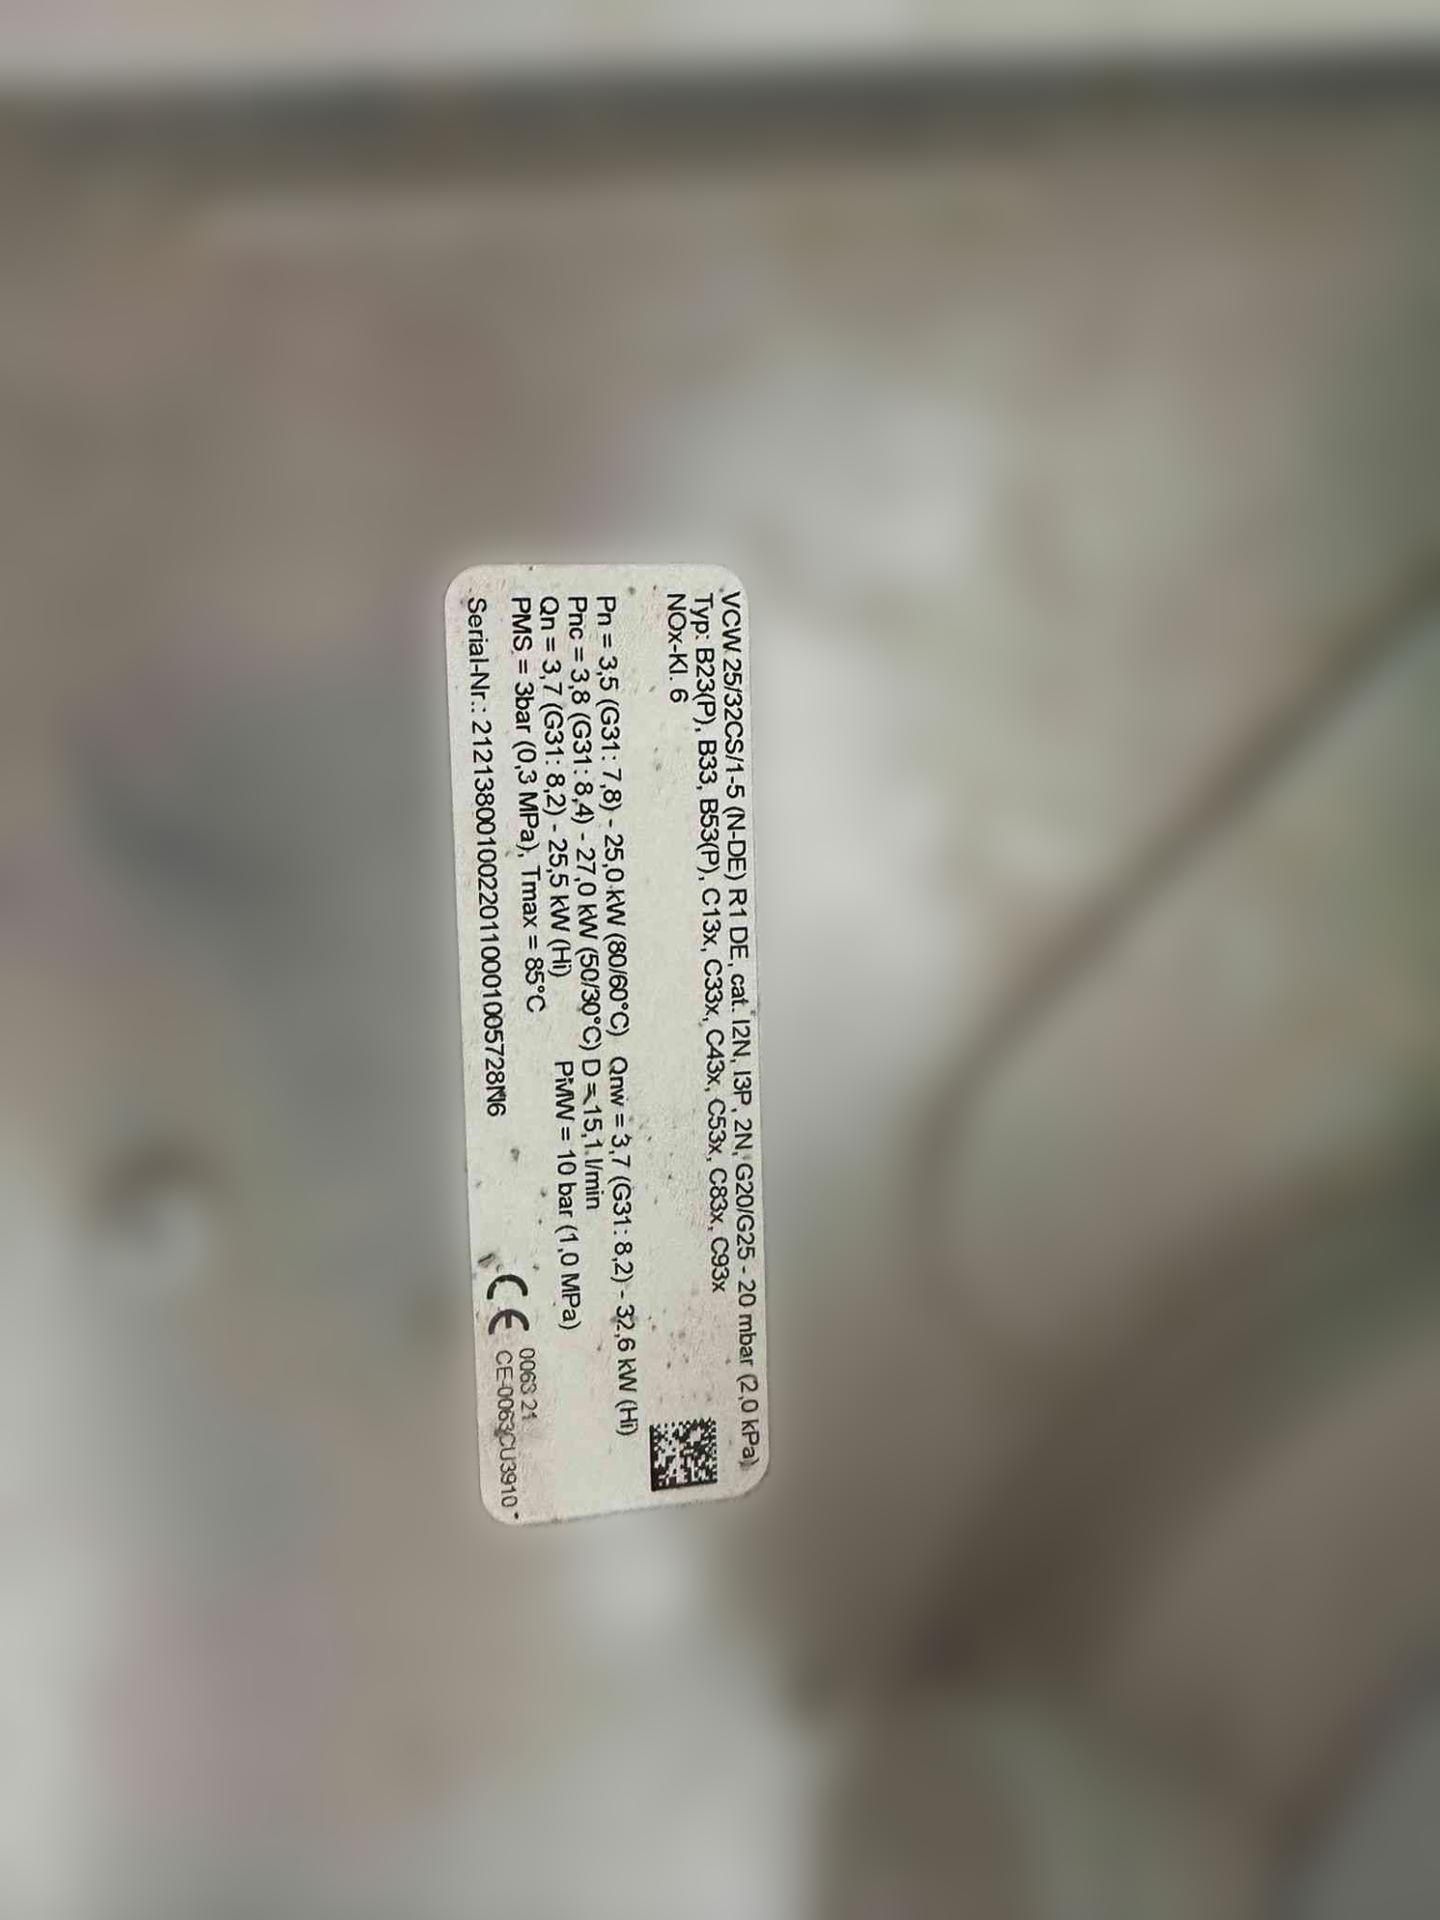 VCW 25/32CS/1-5 (N-DE) R1 DE, cat. I2N, I3P, 2N, G20/G25 - 20 mbar (2,0 kPa)
Typ: B23(P), B33, B53(P), C13x, C33x, C43x, C53x, C83x, C93x
NOx-Kl. 6
Pn = 3,5 (G31: 7,8) - 25,0 kW (80/60°C) Qnw = 3,7 (G31: 8,2) - 32,6 kW (Hi)
Pnc = 3,8 (G31: 8,4) - 27,0 kW (50/30°C) D = 15,1 l/min
Qn = 3,7 (G31: 8,2) - 25,5 kW (Hi) PMW = 10 bar (1,0 MPa)
PMS = 3bar (0,3 MPa), Tmax = 85°C
Serial-Nr.:
CE 0063 21
CE-0063CU3910